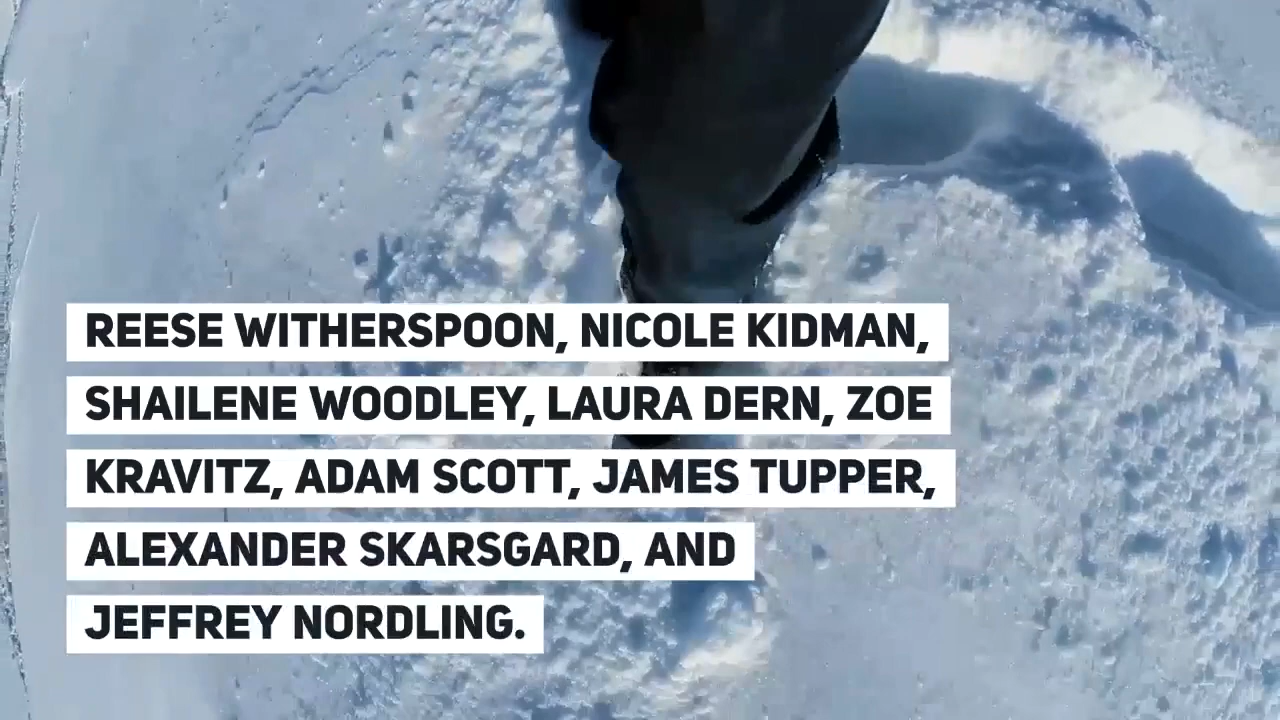 REESE WITHERSPOON, NICOLE KIDMAN,
SHAILENE WOODLEY, LAURA DERN, ZOE
KRAVITZ, ADAM SCOTT, JAMES TUPPER,
ALEXANDER SKARSGARD, AND
JEFFREY NORDLING.